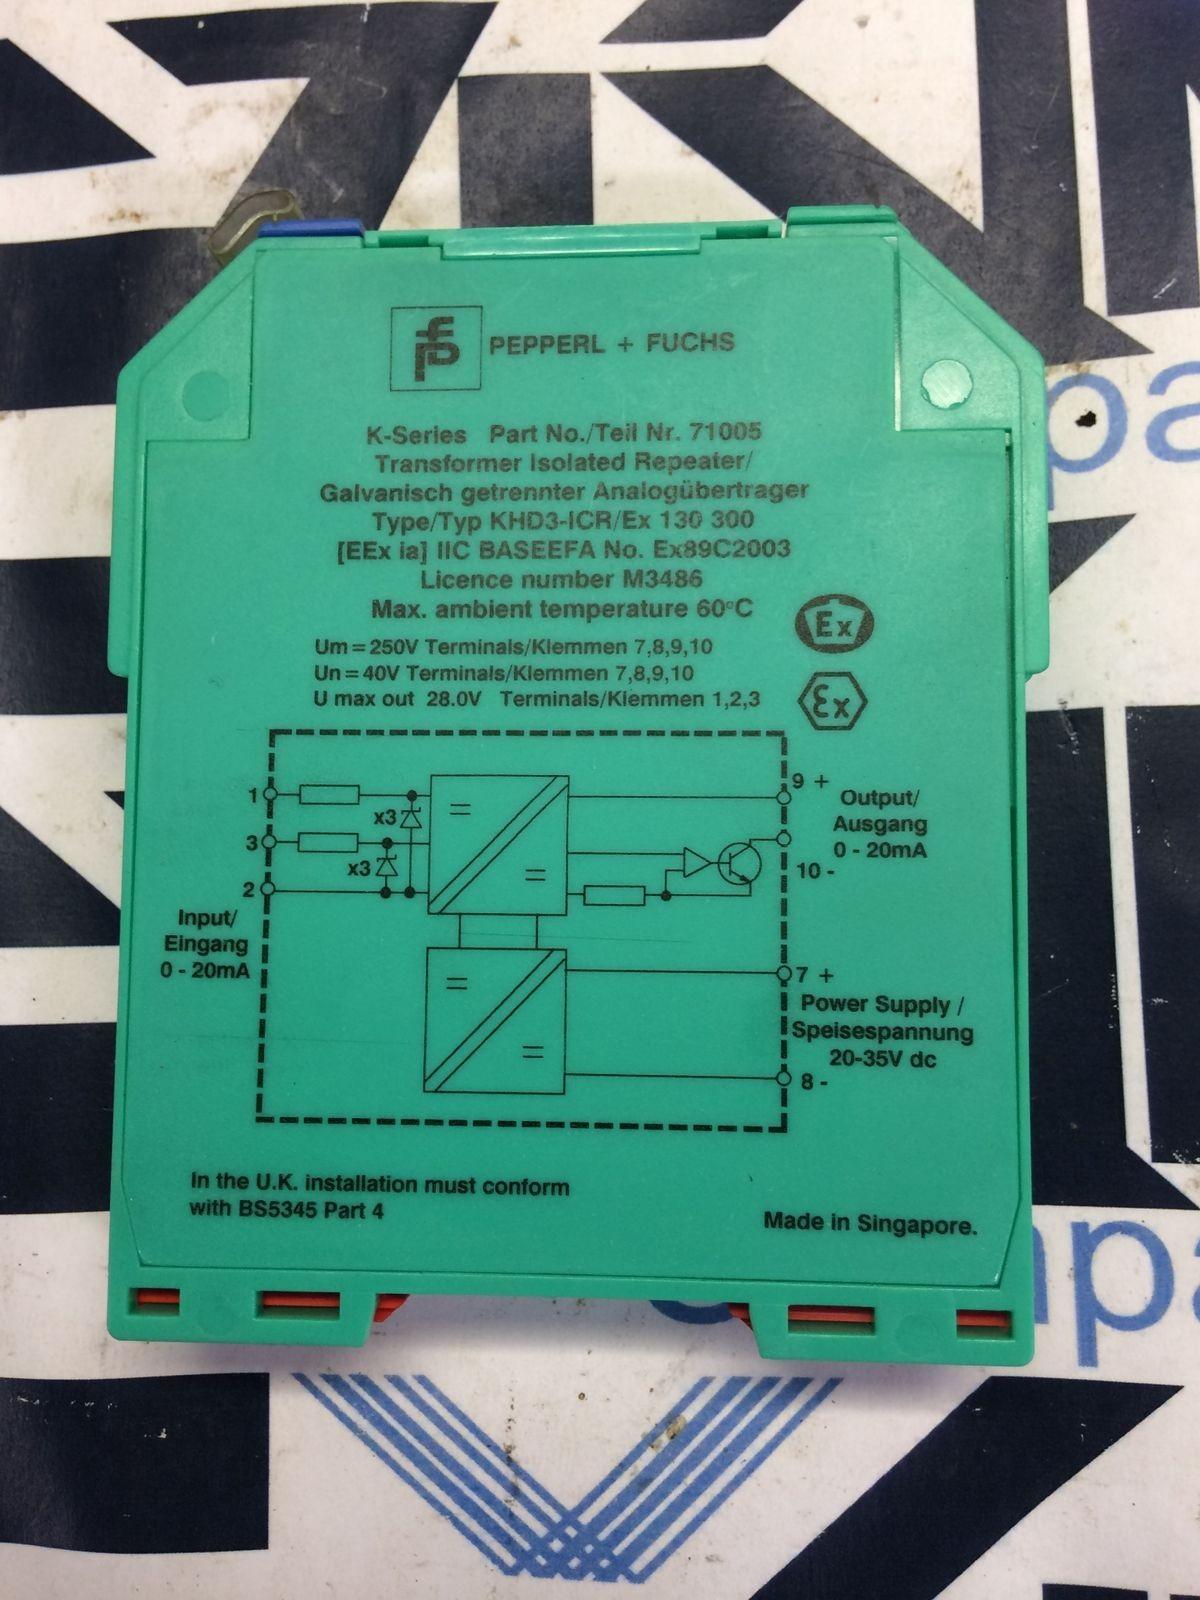 PEPPERL + FUCHS
K-Series Part No./Teil Nr. 71005
Transformer Isolated Repeater/
Galvanisch getrennter Analogübertrager
Type/Typ KHD3-ICR/Ex 130 300
[EEx ia] IIC BASEEFA No. Ex89C2003
Licence number M3486
Max. ambient temperature 60°C
Ex
Um=250V Terminals/Klemmen 7,8,9,10
Un=40V Terminals/Klemmen 7,8,9,10
U max out 28.0V Terminals/Klemmen 1,2,3
Ex
1
x3
3
x3
2
Input/
Eingang
0 - 20mA
9 +
Output/
Ausgang
0 - 20mA
10 -
7 +
Power Supply /
Speisespannung
20-35V dc
8 -
In the U.K. installation must conform
with BS5345 Part 4
Made in Singapore.